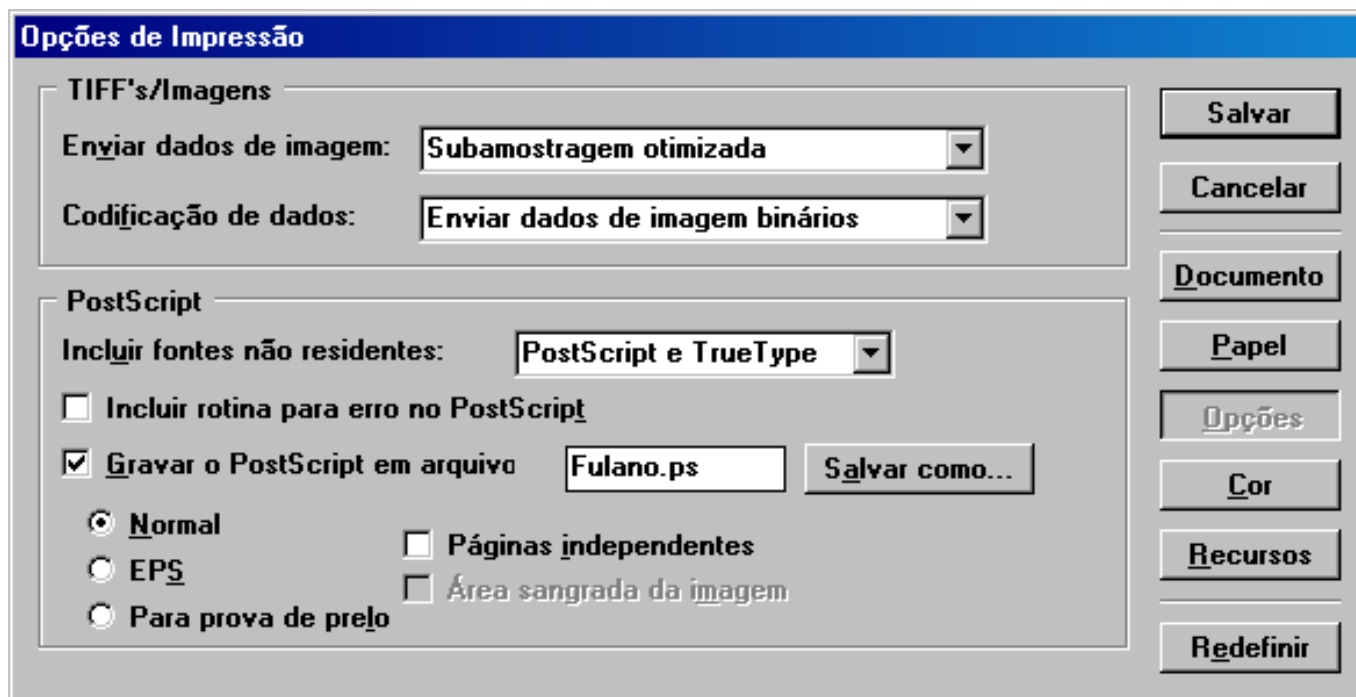 Opções de Impressão
TIFF's/Imagens
Enviar dados de imagem: Subamostragem otimizada
Codificação de dados: Enviar dados de imagem binários
PostScript
Incluir fontes não residentes: PostScript e TrueType
Incluir rotina para erro no PostScript
Gravar o PostScript em arquivo Fulano.ps Salvar como...
Normal
EPS
Para prova de prelo
Páginas independentes
Área sangrada da imagem
Salvar
Cancelar
Documento
Papel
Opções
Cor
Recursos
Redefinir